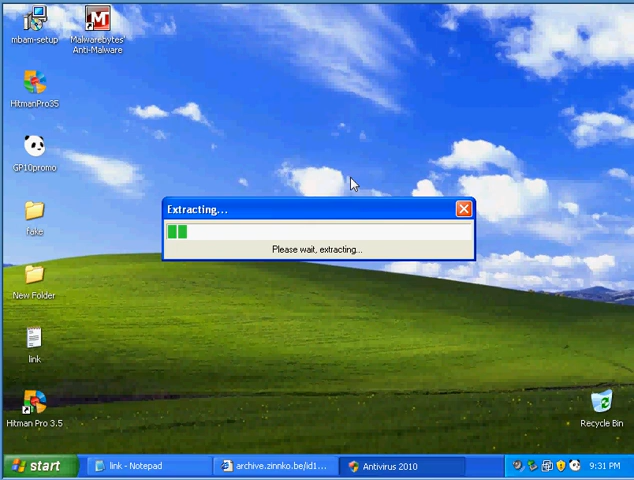 mbam-setup
Malwarebytes'
Anti-Malware
HitmanPro35
GP10promo
fake
New Folder
link
Hitman Pro 3.5
Extracting...
Please wait, extracting...
Recycle Bin
start
link - Notepad
archive.zinnko.be/id1...
Antivirus 2010
9:31 PM